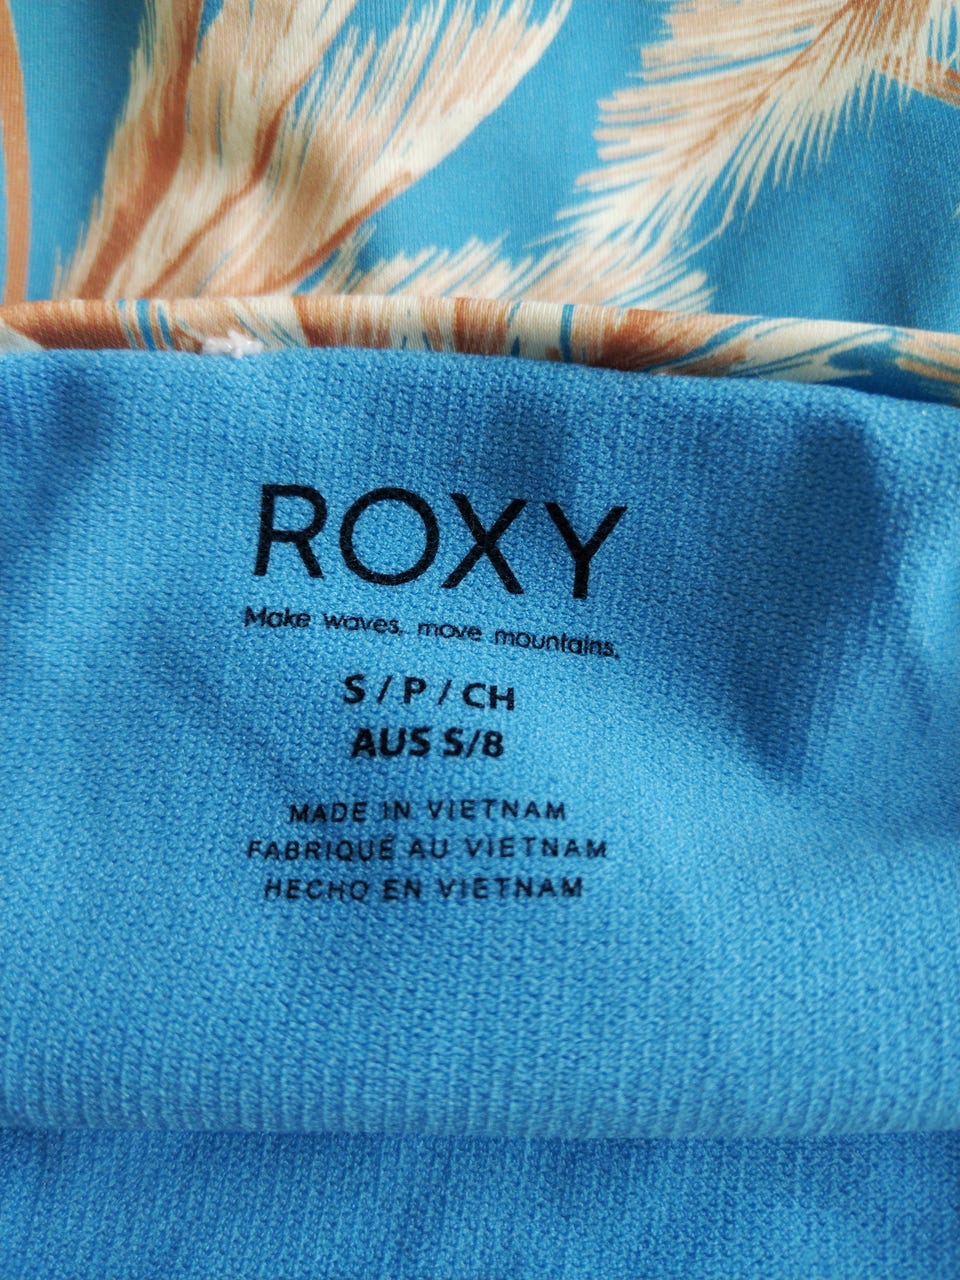 ROXY
Make waves, move mountains.
S / P / CH
AUS S/8
MADE IN VIETNAM
FABRIQUÉ AU VIETNAM
HECHO EN VIETNAM